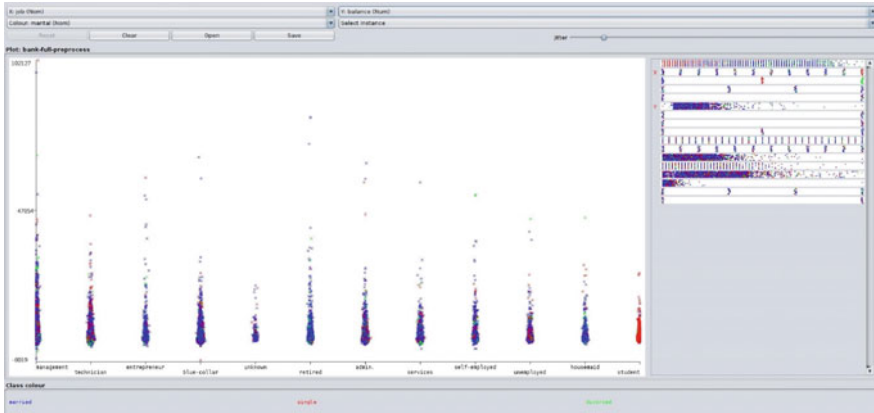 X: job (Nom) Y: balance (Num)
Colour: marital (Nom) Select Instance
Reset Clear Open Save Jitter
Plot: bank-full-preprocess
102127
X
Y
47054
-8019
management technician entrepreneur blue-collar unknown retired admin. services self-employed unemployed housemaid student
Class colour
married single divorced